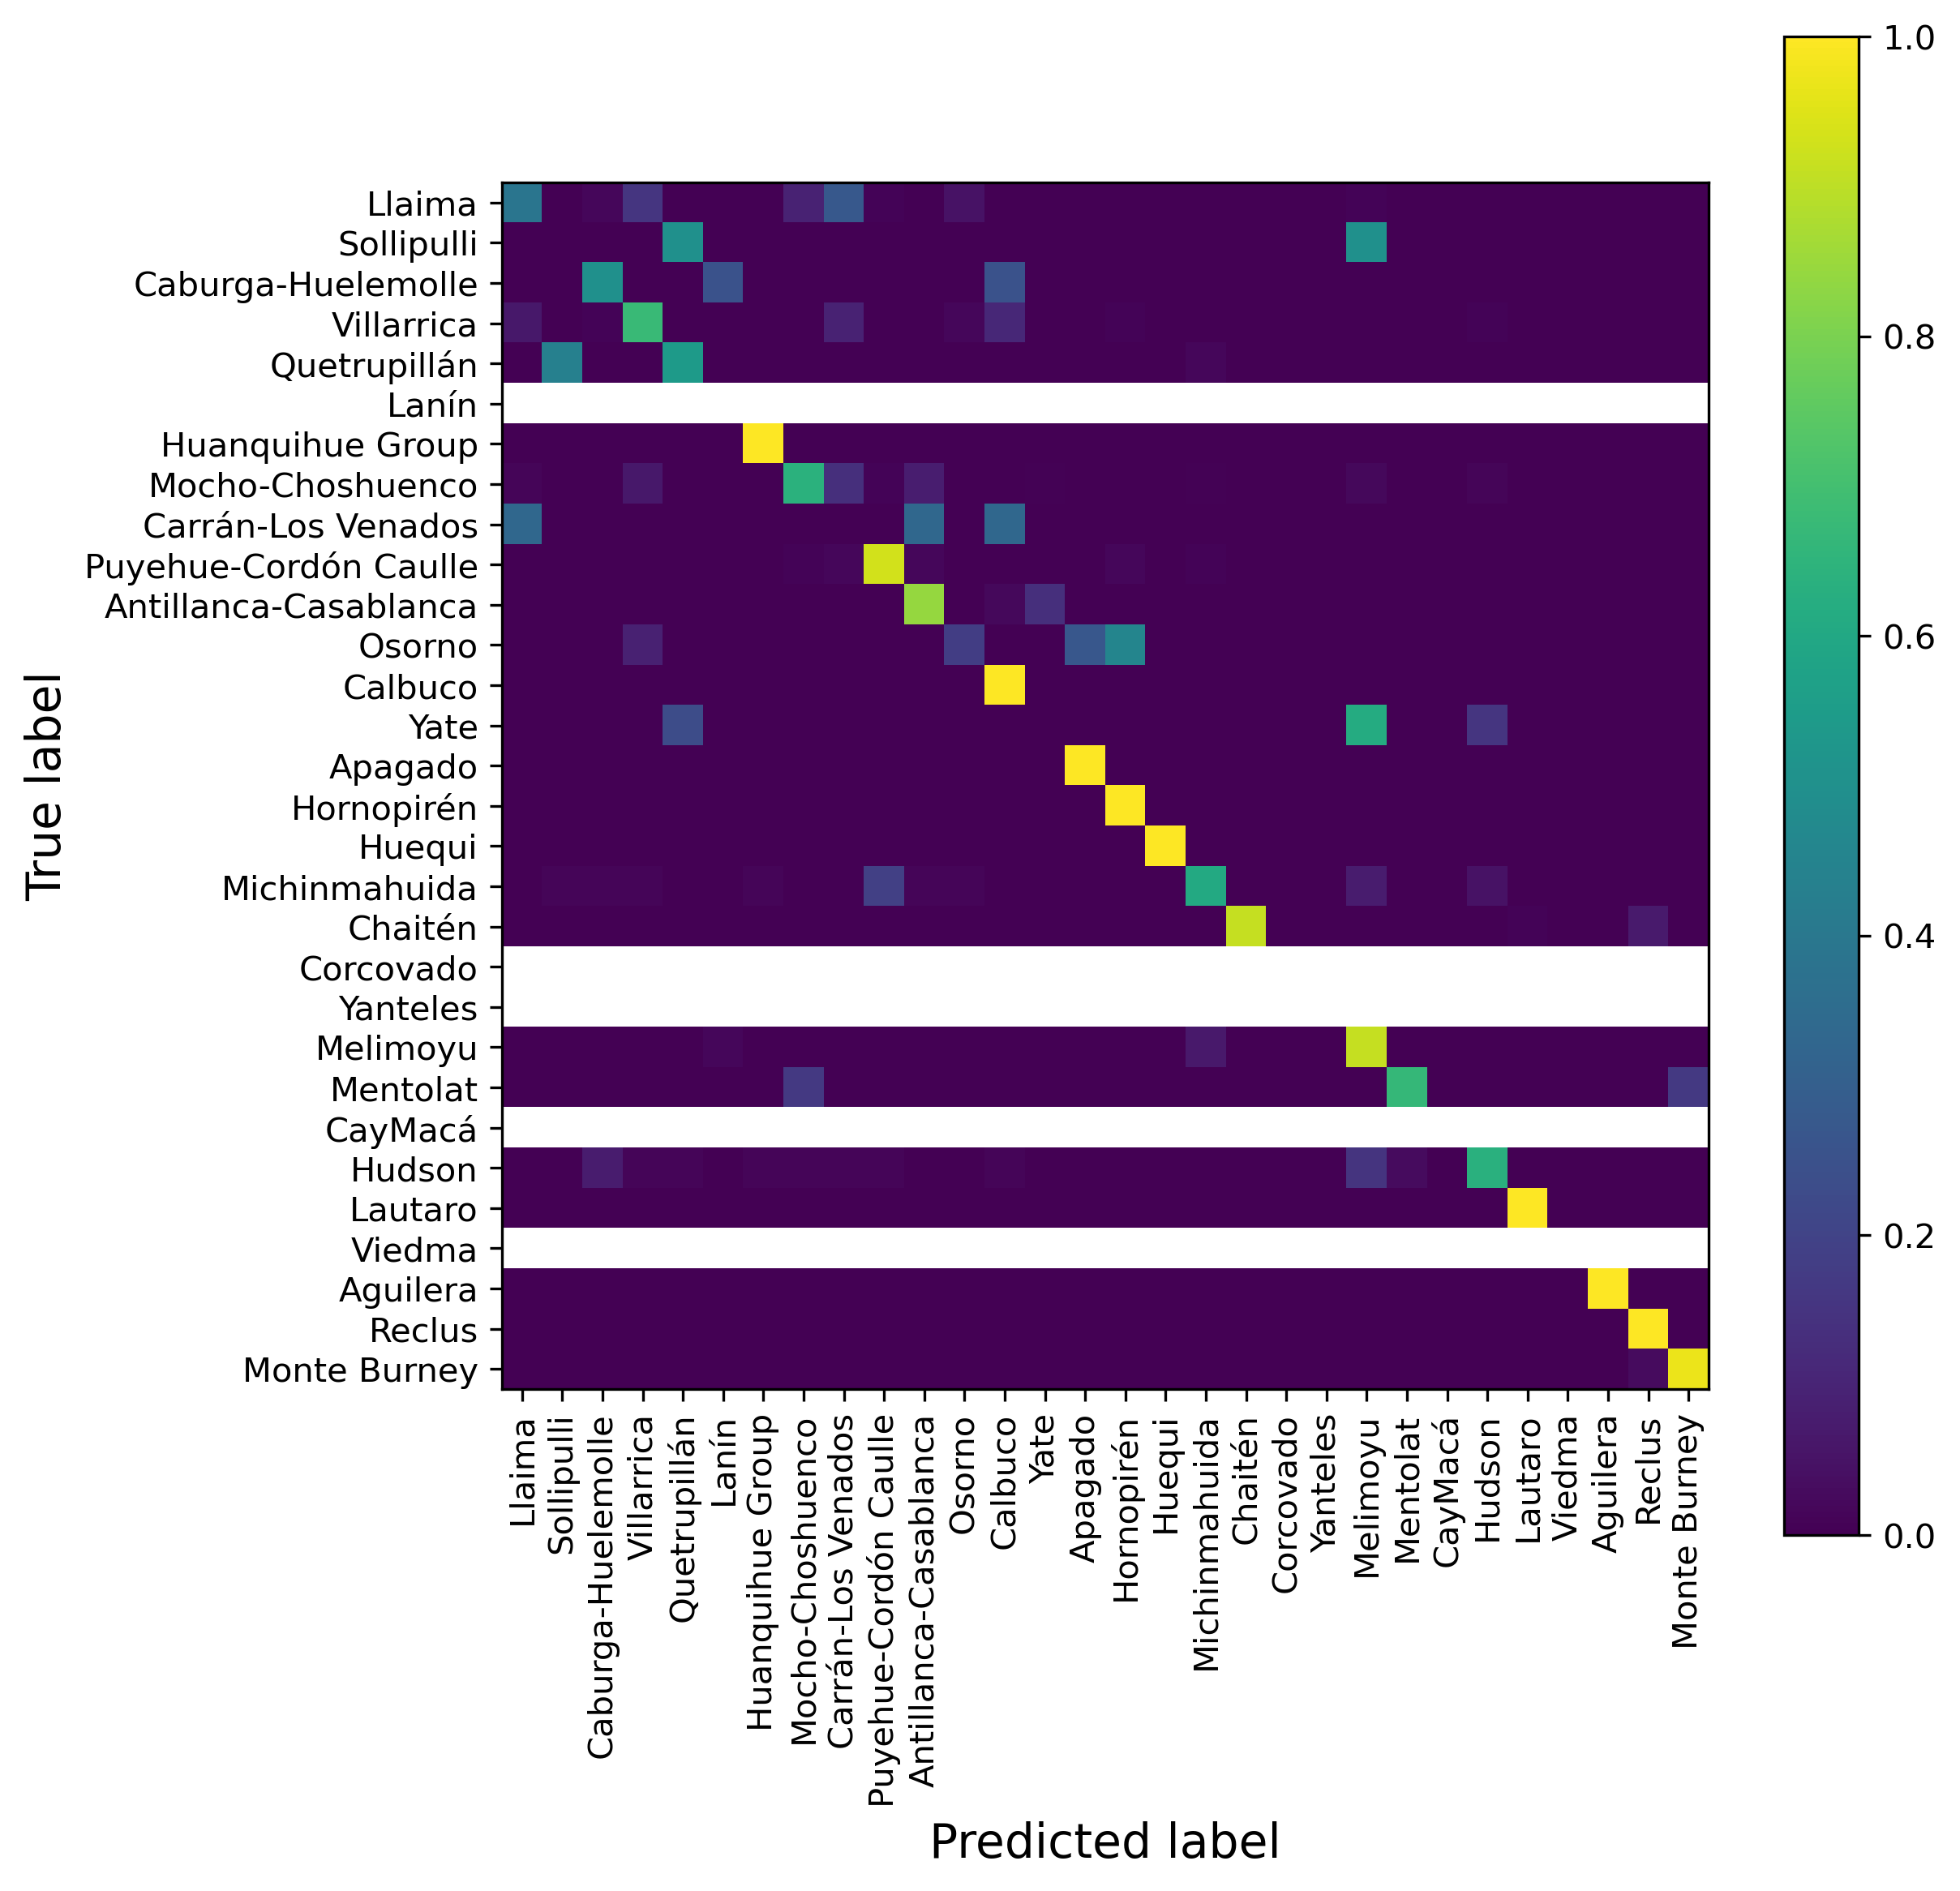 True label
Llaima
Sollipulli
Caburga-Huelemolle
Villarrica
Quetrupillán
Lanín
Huanquihue Group
Mocho-Choshuenco
Carrán-Los Venados
Puyehue-Cordón Caulle
Antillanca-Casablanca
Osorno
Calbuco
Yate
Apagado
Hornopirén
Huequi
Michinmahuida
Chaitén
Corcovado
Yanteles
Melimoyu
Mentolat
CayMacá
Hudson
Lautaro
Viedma
Aguilera
Reclus
Monte Burney
Llaima
Sollipulli
Caburga-Huelemolle
Villarrica
Quetrupillán
Lanín
Huanquihue Group
Mocho-Choshuenco
Carrán-Los Venados
Puyehue-Cordón Caulle
Antillanca-Casablanca
Osorno
Calbuco
Yate
Apagado
Hornopirén
Huequi
Michinmahuida
Chaitén
Corcovado
Yanteles
Melimoyu
Mentolat
CayMacá
Hudson
Lautaro
Viedma
Aguilera
Reclus
Monte Burney
Predicted label
1.0
0.8
0.6
0.4
0.2
0.0